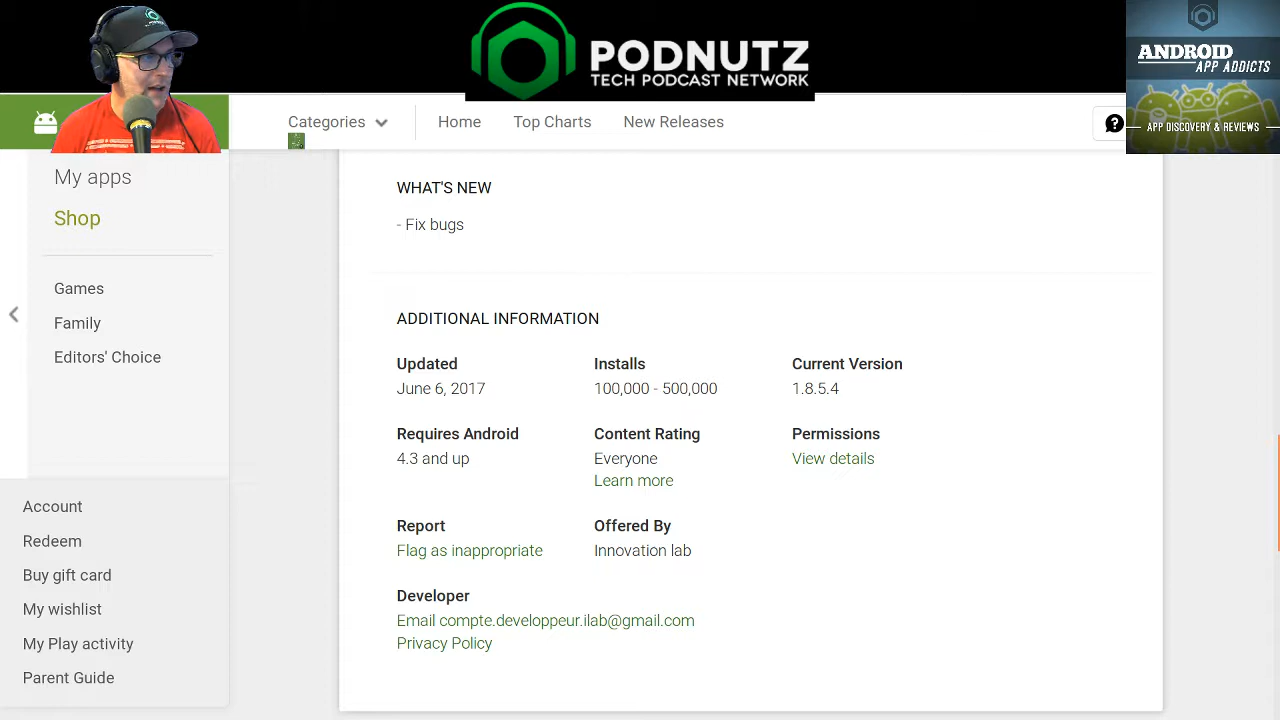 PODNUTZ
TECH PODCAST NETWORK
ANDROID
APP ADDICTS
APP DISCOVERY & REVIEWS
Categories
Home
Top Charts
New Releases
My apps
Shop
Games
Family
Editors' Choice
Account
Redeem
Buy gift card
My wishlist
My Play activity
Parent Guide
WHAT'S NEW
- Fix bugs
ADDITIONAL INFORMATION
Updated
June 6, 2017
Installs
100,000 - 500,000
Current Version
1.8.5.4
Requires Android
4.3 and up
Content Rating
Everyone
Learn more
Permissions
View details
Report
Flag as inappropriate
Offered By
Innovation lab
Developer
Email compte.developpeur.ilab@gmail.com
Privacy Policy